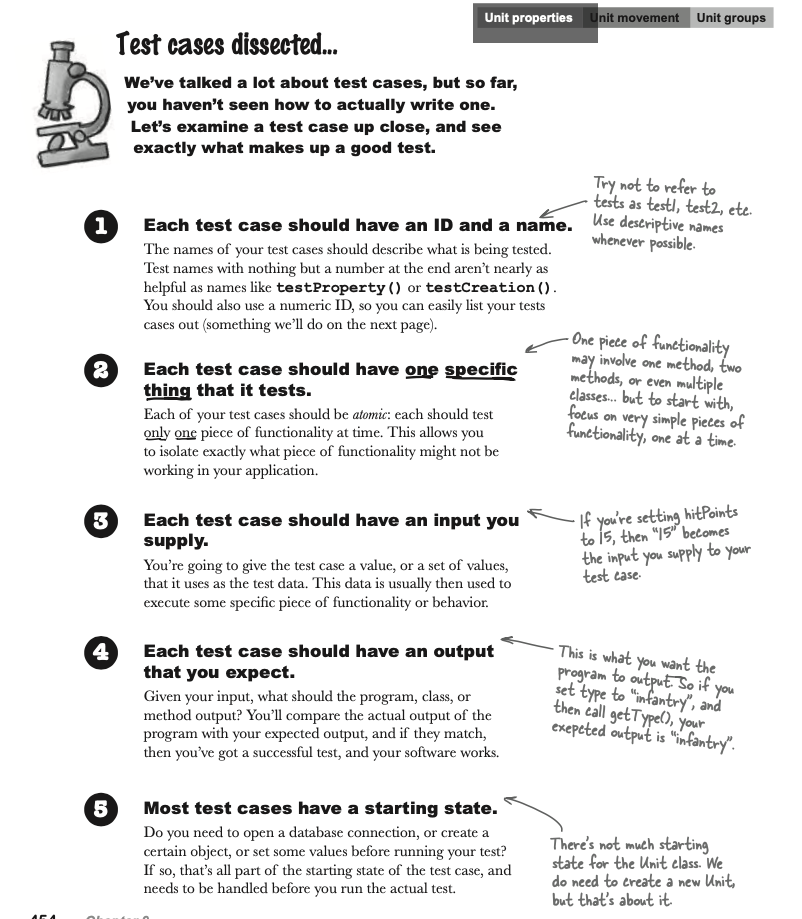 Unit properties Unit movement Unit groups
Test cases dissected...
We've talked a lot about test cases, but so far,
you haven't seen how to actually write one.
Let's examine a test case up close, and see
exactly what makes up a good test.
Try not to refer to
tests as test1, test2, etc.
Use descriptive names
whenever possible.
1 Each test case should have an ID and a name.
The names of your test cases should describe what is being tested.
Test names with nothing but a number at the end aren't nearly as
helpful as names like testProperty() or testCreation().
You should also use a numeric ID, so you can easily list your tests
cases out (something we'll do on the next page).
One piece of functionality
may involve one method, two
methods, or even multiple
classes... but to start with,
focus on very simple pieces of
functionality, one at a time.
2 Each test case should have one specific
thing that it tests.
Each of your test cases should be atomic: each should test
only one piece of functionality at time. This allows you
to isolate exactly what piece of functionality might not be
working in your application.
3 Each test case should have an input you
supply.
You're going to give the test case a value, or a set of values,
that it uses as the test data. This data is usually then used to
execute some specific piece of functionality or behavior.
If you're setting hitPoints
to 15, then "15" becomes
the input you supply to your
test case.
4 Each test case should have an output
that you expect.
Given your input, what should the program, class, or
method output? You'll compare the actual output of the
program with your expected output, and if they match,
then you've got a successful test, and your software works.
This is what you want the
program to output. So if you
set type to "infantry", and
then call getType(), your
exepcted output is "infantry".
5 Most test cases have a starting state.
Do you need to open a database connection, or create a
certain object, or set some values before running your test?
If so, that's all part of the starting state of the test case, and
needs to be handled before you run the actual test.
There's not much starting
state for the Unit class. We
do need to create a new Unit,
but that's about it.